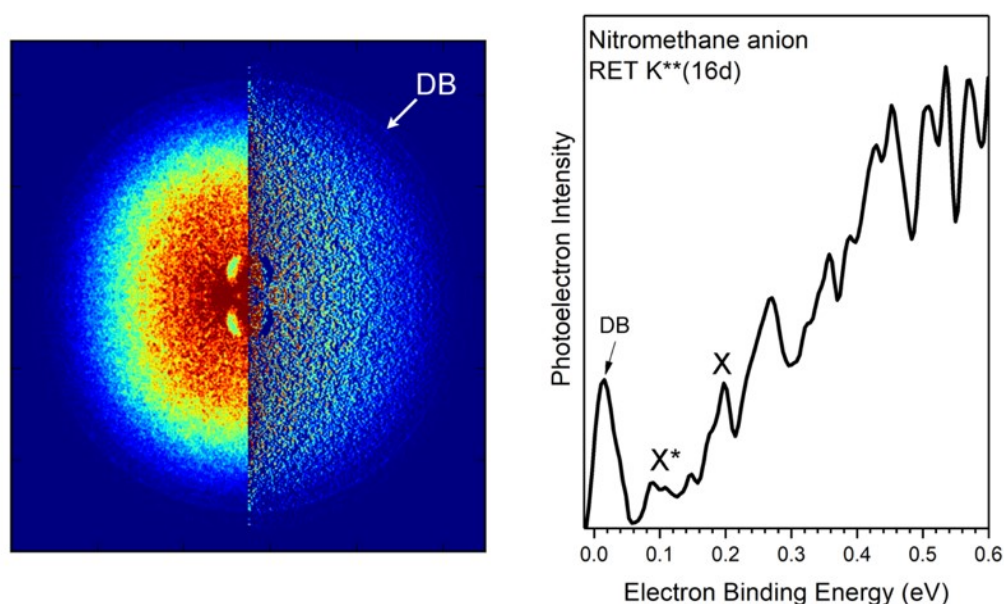 DB
Nitromethane anion
RET K**(16d)
Photoelectron Intensity
DB
X*
X
0.0 0.1 0.2 0.3 0.4 0.5 0.6
Electron Binding Energy (eV)